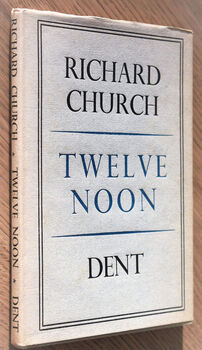 RICHARD
CHURCH
TWELVE
NOON
DENT
RICHARD CHURCH · TWELVE NOON · DENT